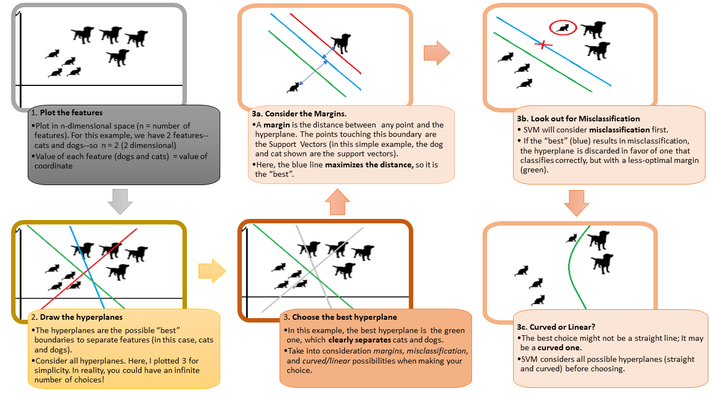 1. Plot the features
•Plot in n-dimensional space (n = number of
features). For this example, we have 2 features--
cats and dogs--so n = 2 (2 dimensional)
•Value of each feature (dogs and cats) = value of
coordinate
2. Draw the hyperplanes
•The hyperplanes are the possible "best"
boundaries to separate features (in this case, cats
and dogs).
•Consider all hyperplanes. Here, I plotted 3 for
simplicity. In reality, you could have an infinite
number of choices!
3. Choose the best hyperplane
•In this example, the best hyperplane is the green
one, which clearly separates cats and dogs.
•Take into consideration margins, misclassification,
and curved/linear possibilities when making your
choice.
3a. Consider the Margins.
•A margin is the distance between any point and the
hyperplane. The points touching this boundary are
the Support Vectors (in this simple example, the dog
and cat shown are the support vectors).
•Here, the blue line maximizes the distance, so it is
the "best".
3b. Look out for Misclassification
• SVM will consider misclassification first.
• If the "best" (blue) results in misclassification,
the hyperplane is discarded in favor of one that
classifies correctly, but with a less-optimal margin
(green).
3c. Curved or Linear?
•The best choice might not be a straight line; It may
be a curved one.
•SVM considers all possible hyperplanes (straight
and curved) before choosing.